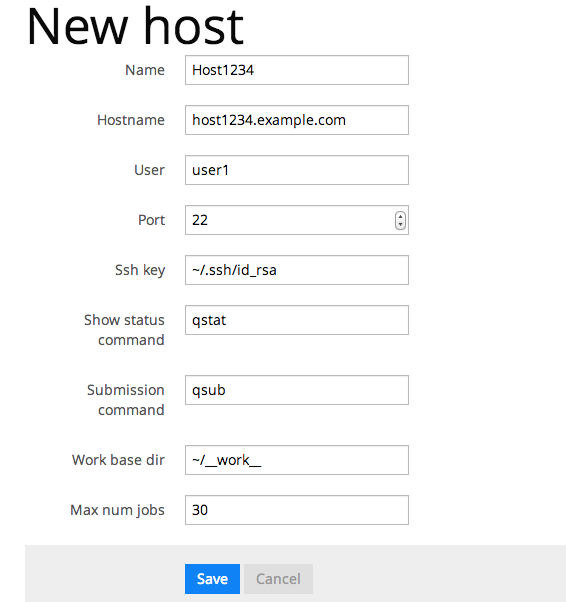 New host
Name Host1234
Hostname host1234.example.com
User user1
Port 22
Ssh key ~/.ssh/id_rsa
Show status qstat
command
Submission qsub
command
Work base dir ~/__work__
Max num jobs 30
Save Cancel